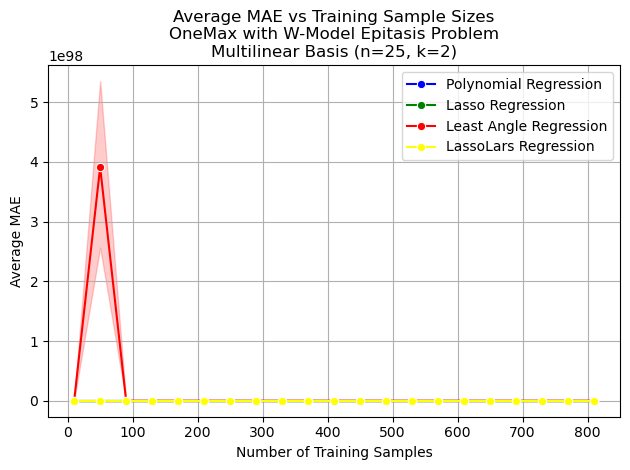 Average MAE vs Training Sample Sizes
OneMax with W-Model Epitasis Problem
Multilinear Basis (n=25, k=2)
1e98
Polynomial Regression
Lasso Regression
Least Angle Regression
LassoLars Regression
5
4
3
2
1
0
Average MAE
0 100 200 300 400 500 600 700 800
Number of Training Samples